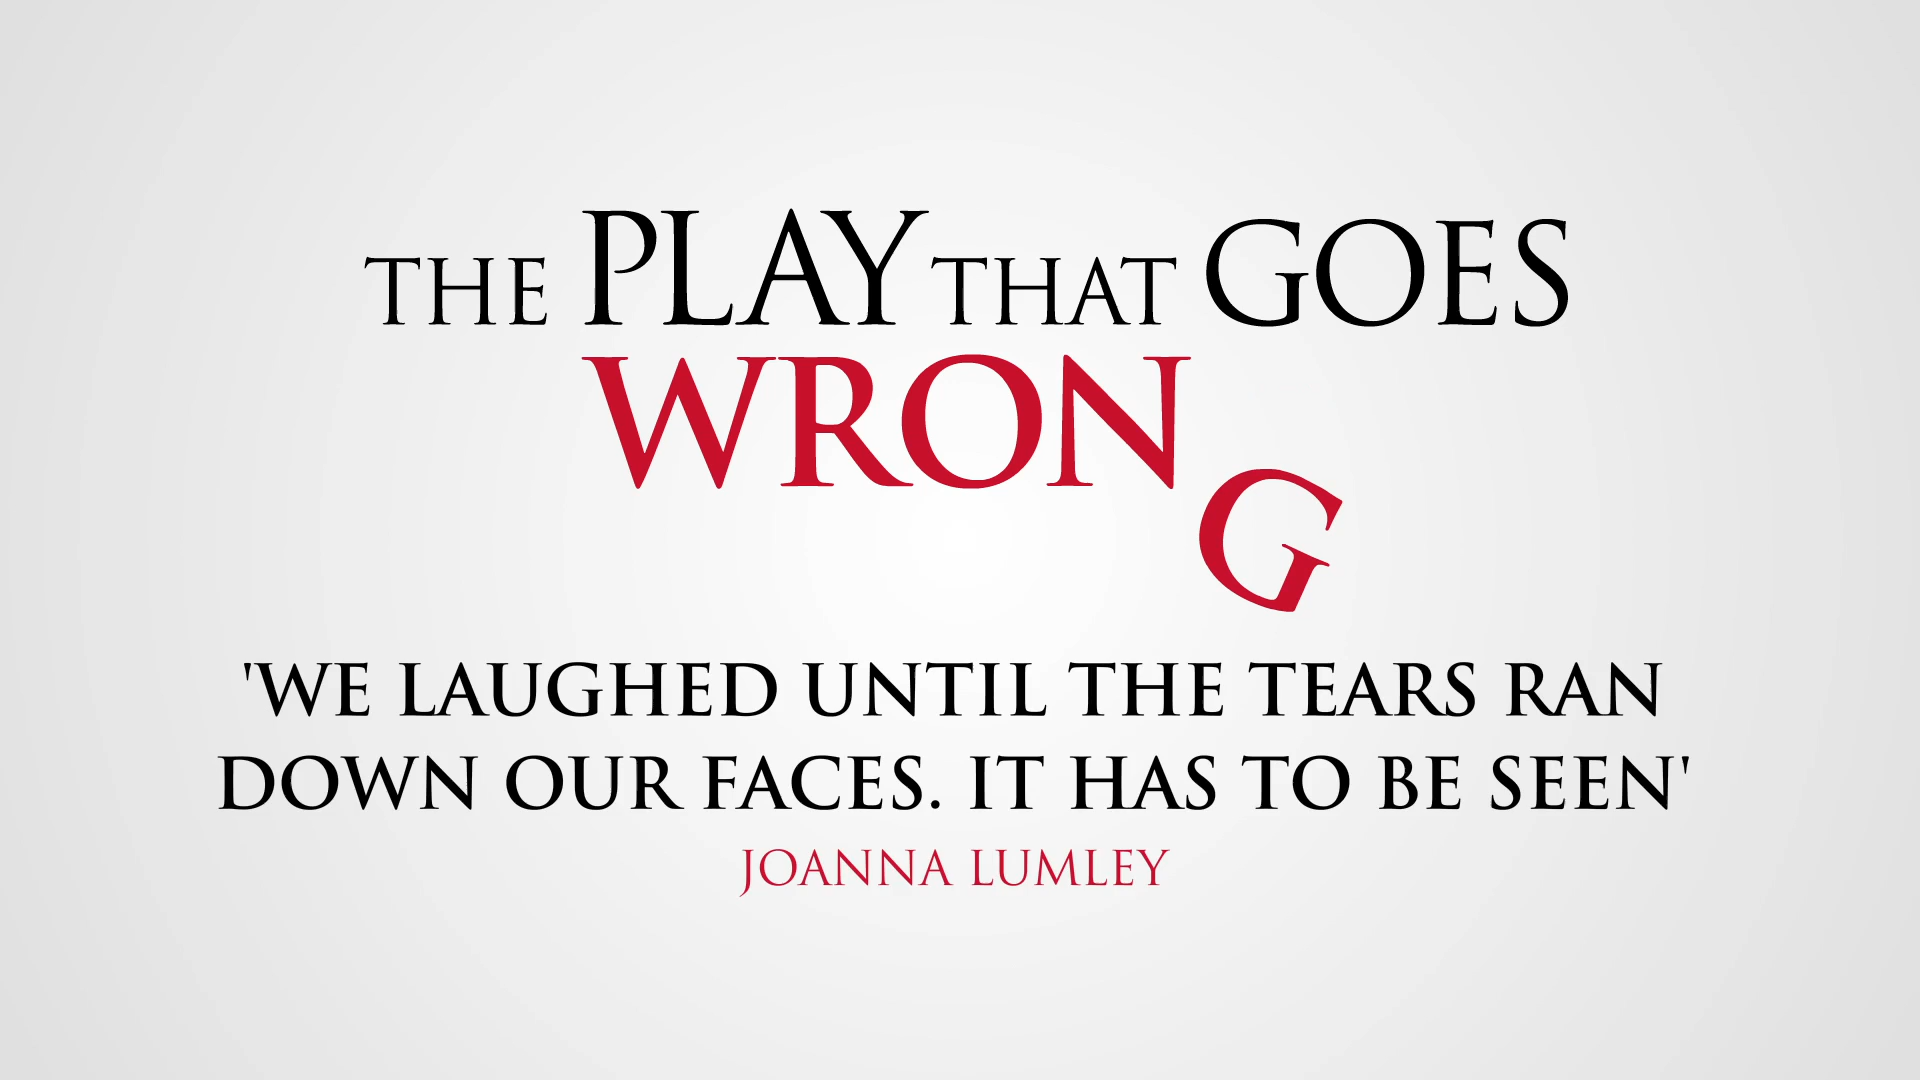 THE PLAY THAT GOES
WRONG
'WE LAUGHED UNTIL THE TEARS RAN
DOWN OUR FACES. IT HAS TO BE SEEN'
JOANNA LUMLEY